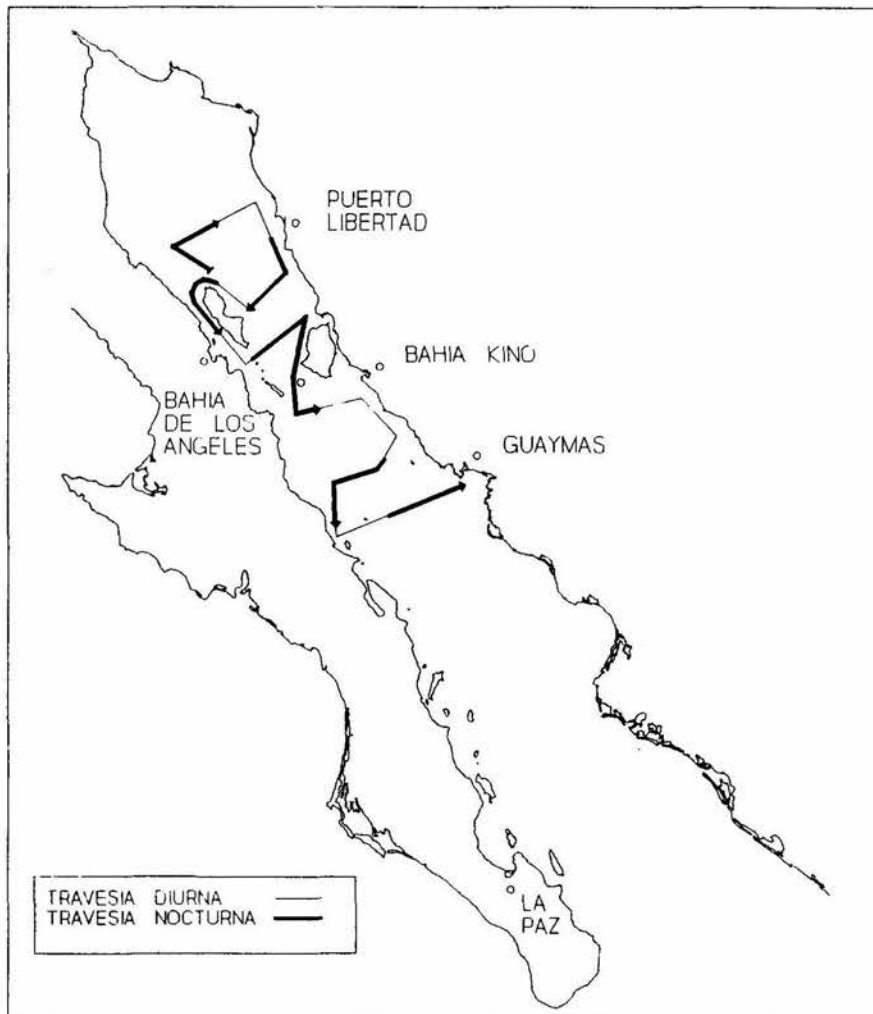 PUERTO
LIBERTAD
BAHIA KINO
BAHIA
DE LOS
ANGELES
GUAYMAS
TRAVESIA DIURNA
TRAVESIA NOCTURNA
LA
PAZ